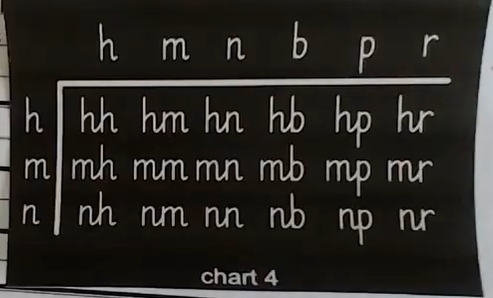 h m n b p r
h hh hm hn hb hp hr
m mh mm mn mb mp mr
n nh nm nn nb np nr
chart 4